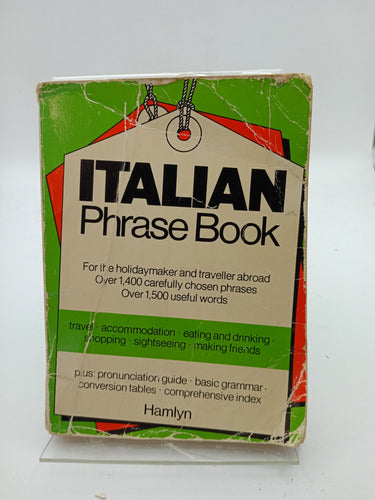 ITALIAN
Phrase Book
For the holidaymaker and traveller abroad
Over 1,400 carefully chosen phrases
Over 1,500 useful words
travel · accommodation · eating and drinking ·
shopping · sightseeing · making friends
plus: pronunciation guide · basic grammar ·
conversion tables · comprehensive index
Hamlyn